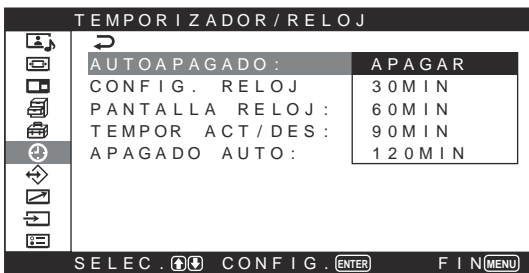 TEMPORIZADOR/RELOJ
AUTOAPAGADO: APAGAR
CONFIG. RELOJ 30MIN
PANTALLA RELOJ: 60MIN
TEMPOR ACT/DES: 90MIN
APAGADO AUTO: 120MIN
SELEC. CONFIG. ENTER FIN MENU